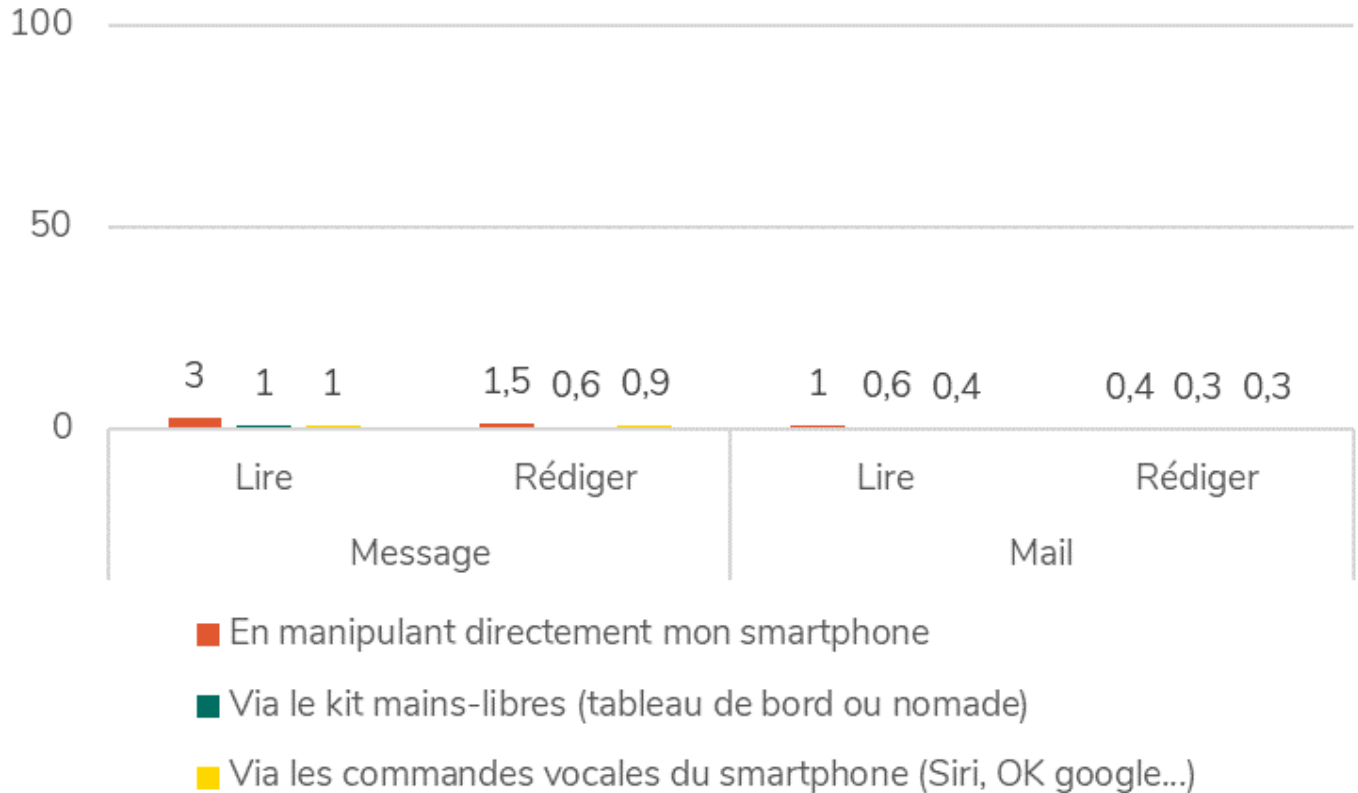 100
50
3 1 1 1,5 0,6 0,9 1 0,6 0,4 0,4 0,3 0,3
0
Lire Rédiger Lire Rédiger
Message Mail
En manipulant directement mon smartphone
Via le kit mains-libres (tableau de bord ou nomade)
Via les commandes vocales du smartphone (Siri, OK google...)